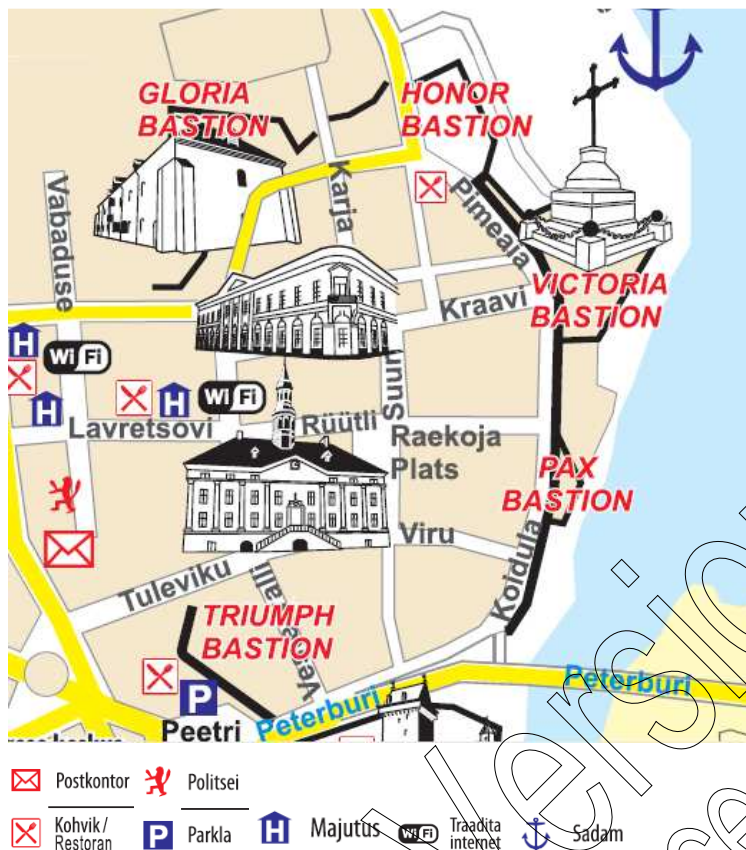 GLORIA
BASTION
HONOR
BASTION
Karja
Vabaduse
Pimeaia
VICTORIA
BASTION
Kraavi
H
Wi Fi
H
H
Wi Fi
Suur
Lavretsovi
Rüütli
Raekoja
Plats
PAX
BASTION
Viru
Koidula
Tuleviku
TRIUMPH
BASTION
P
Peetri
Peterburi
Peterburi
Postkontor
Politsei
Kohvik /
Restoran
P Parkla
H Majutus
Wi Fi Traadita
internet
Sadam